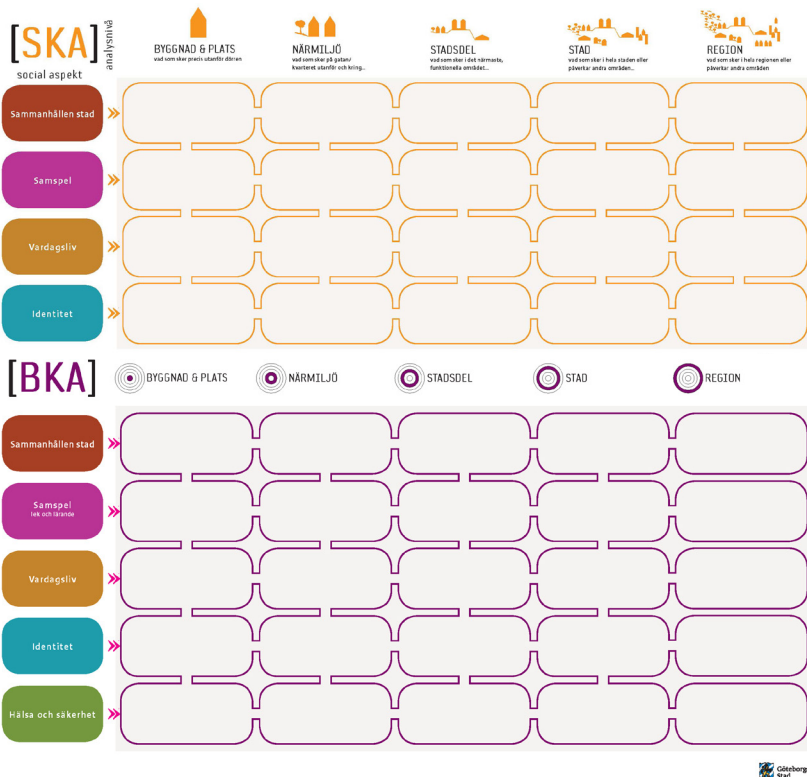 [SKA]
analysnivå
social aspekt
BYGGNAD & PLATS
vad som sker precis utanför dörren
NÄRMILJÖ
vad som sker på gatan/
kvarteret utanför och kring...
STADSDEL
vad som sker i det närmaste,
funktionella området...
STAD
vad som sker i hela staden eller
påverkar andra områden...
REGION
vad som sker i hela regionen eller
påverkar andra områden
Sammanhållen stad
Samspel
Vardagsliv
Identitet
[BKA]
BYGGNAD & PLATS
NÄRMILJÖ
STADSDEL
STAD
REGION
Sammanhållen stad
Samspel
lek och lärande
Vardagsliv
Identitet
Hälsa och säkerhet
Göteborgs
Stad